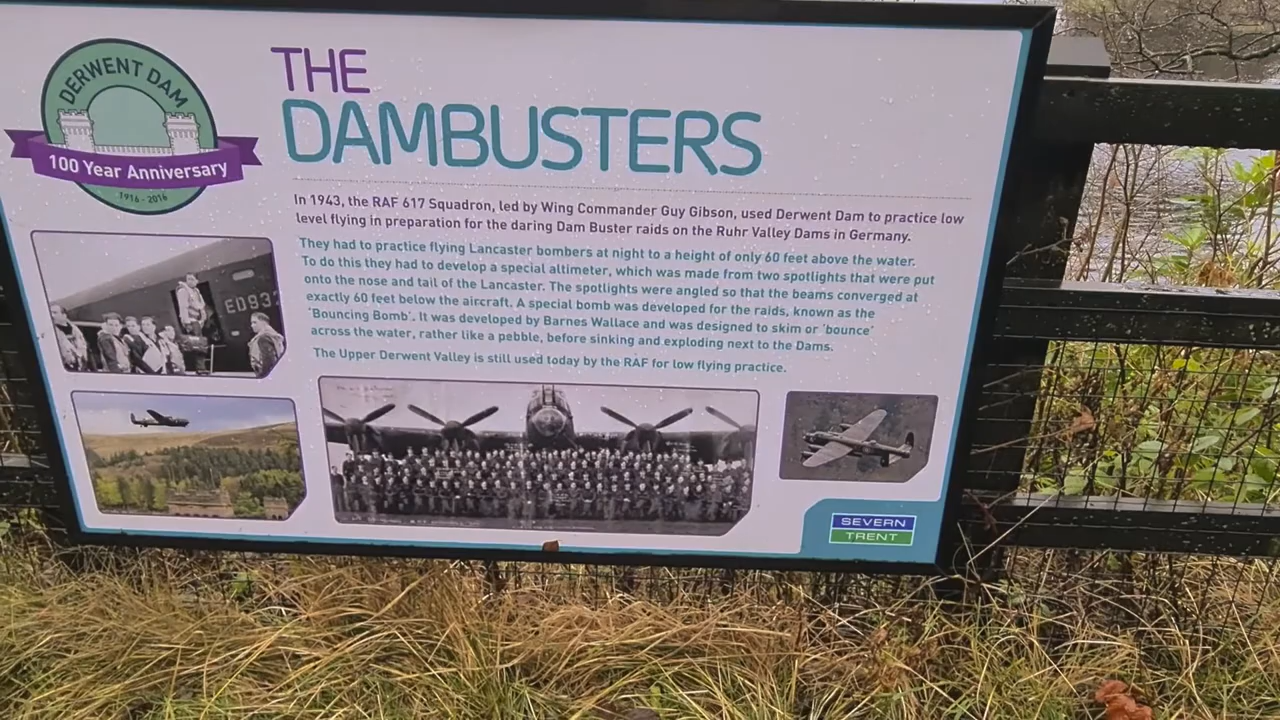 DERWENT DAM
100 Year Anniversary
1916 - 2016
THE
DAMBUSTERS
In 1943, the RAF 617 Squadron, led by Wing Commander Guy Gibson, used Derwent Dam to practice low
level flying in preparation for the daring Dam Buster raids on the Ruhr Valley Dams in Germany.
They had to practice flying Lancaster bombers at night to a height of only 60 feet above the water.
To do this they had to develop a special altimeter, which was made from two spotlights that were put
onto the nose and tail of the Lancaster. The spotlights were angled so that the beams converged at
exactly 60 feet below the aircraft. A special bomb was developed for the raids, known as the
'Bouncing Bomb'. It was developed by Barnes Wallace and was designed to skim or 'bounce'
across the water, rather like a pebble, before sinking and exploding next to the Dams.
The Upper Derwent Valley is still used today by the RAF for low flying practice.
ED93
SEVERN
TRENT